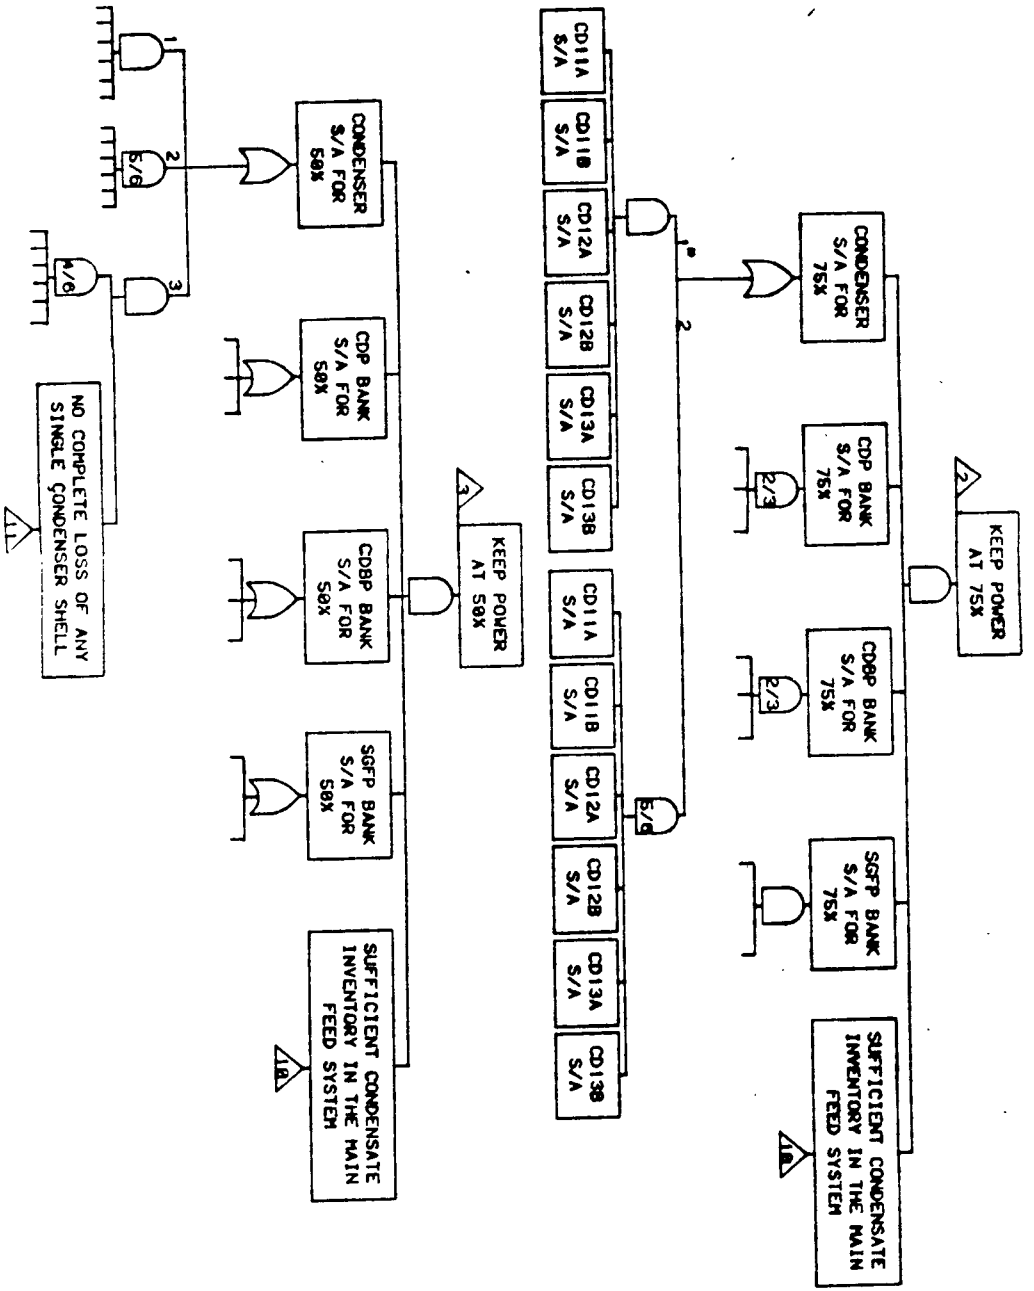 2
KEEP POWER
AT 75%
CONDENSER
S/A FOR
75%
CDP BANK
S/A FOR
75%
CDBP BANK
S/A FOR
75%
SGFP BANK
S/A FOR
75%
SUFFICIENT CONDENSATE
INVENTORY IN THE MAIN
FEED SYSTEM
2/3
2/3
10
1*
2
5/6
CD11A
S/A
CD11B
S/A
CD12A
S/A
CD12B
S/A
CD13A
S/A
CD13B
S/A
CD11A
S/A
CD11B
S/A
CD12A
S/A
CD12B
S/A
CD13A
S/A
CD13B
S/A
3
KEEP POWER
AT 50%
CONDENSER
S/A FOR
50%
CDP BANK
S/A FOR
50%
CDBP BANK
S/A FOR
50%
SGFP BANK
S/A FOR
50%
SUFFICIENT CONDENSATE
INVENTORY IN THE MAIN
FEED SYSTEM
10
1
2
3
5/6
4/6
NO COMPLETE LOSS OF ANY
SINGLE CONDENSER SHELL
11